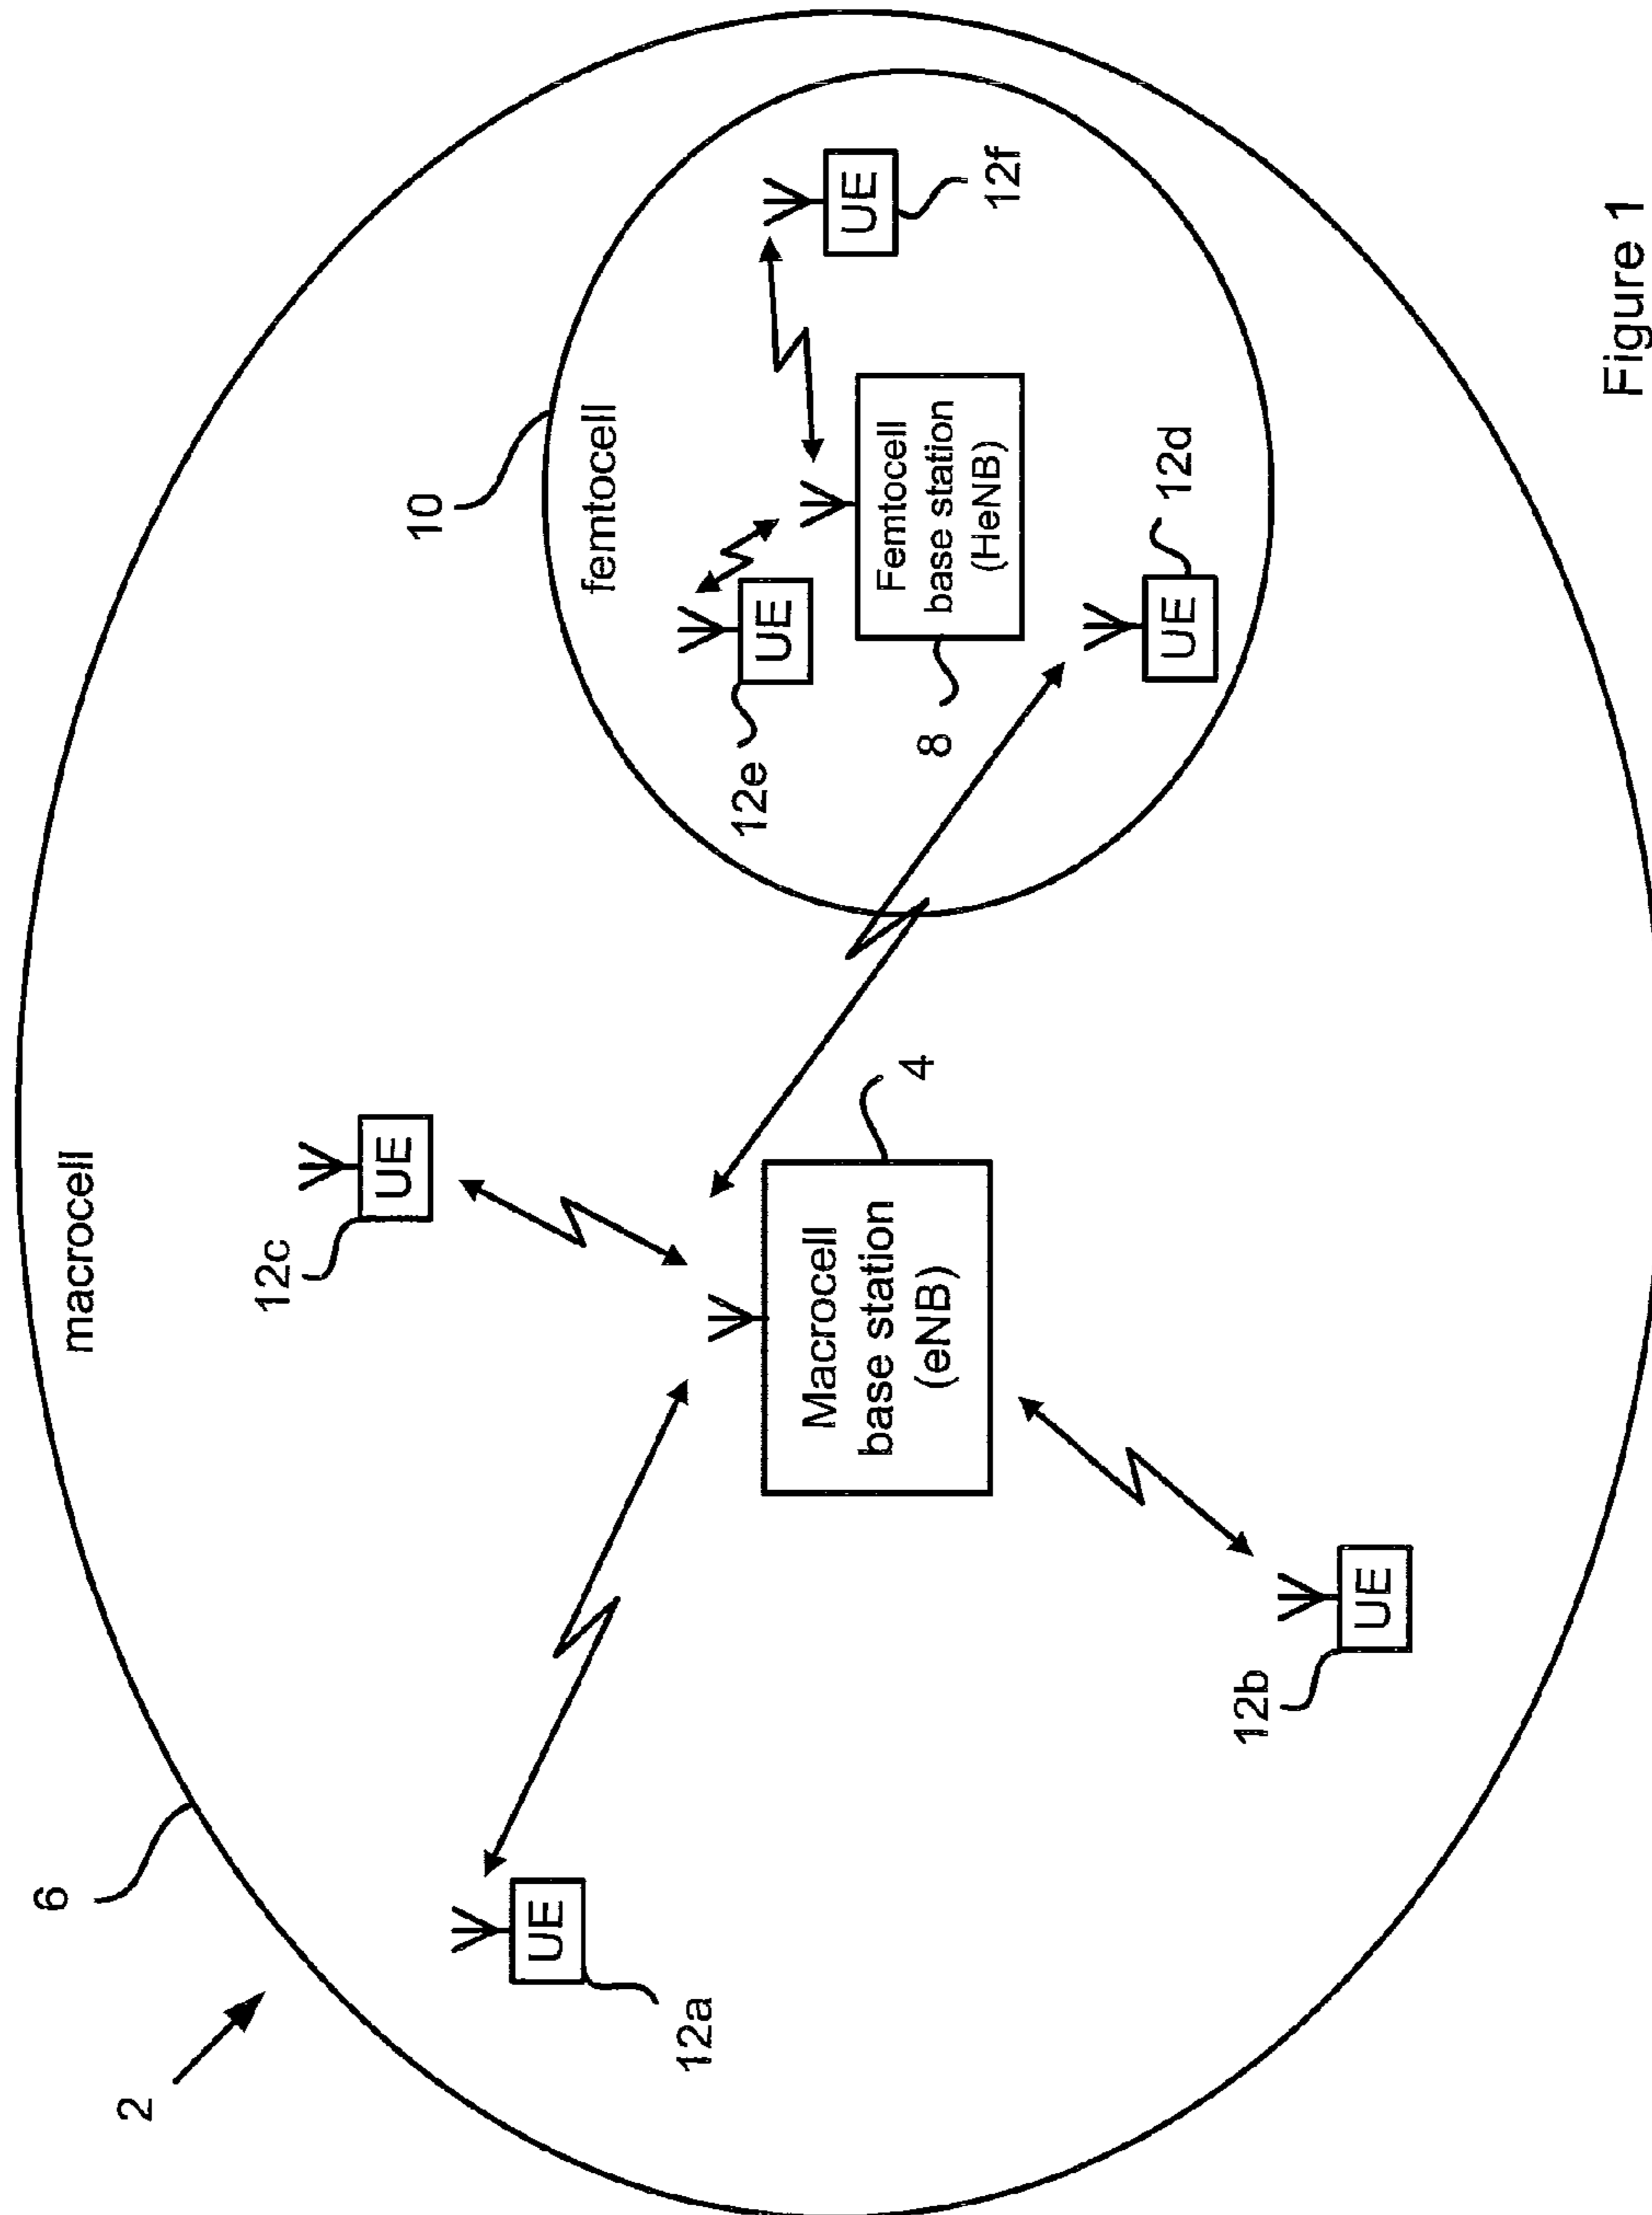 2
6
macrocell
12a
UE
12c
UE
Macrocell
base station
(eNB)
4
12b
UE
10
femtocell
12e
UE
12f
UE
8
Femtocell
base station
(HeNB)
12d
UE
Figure 1